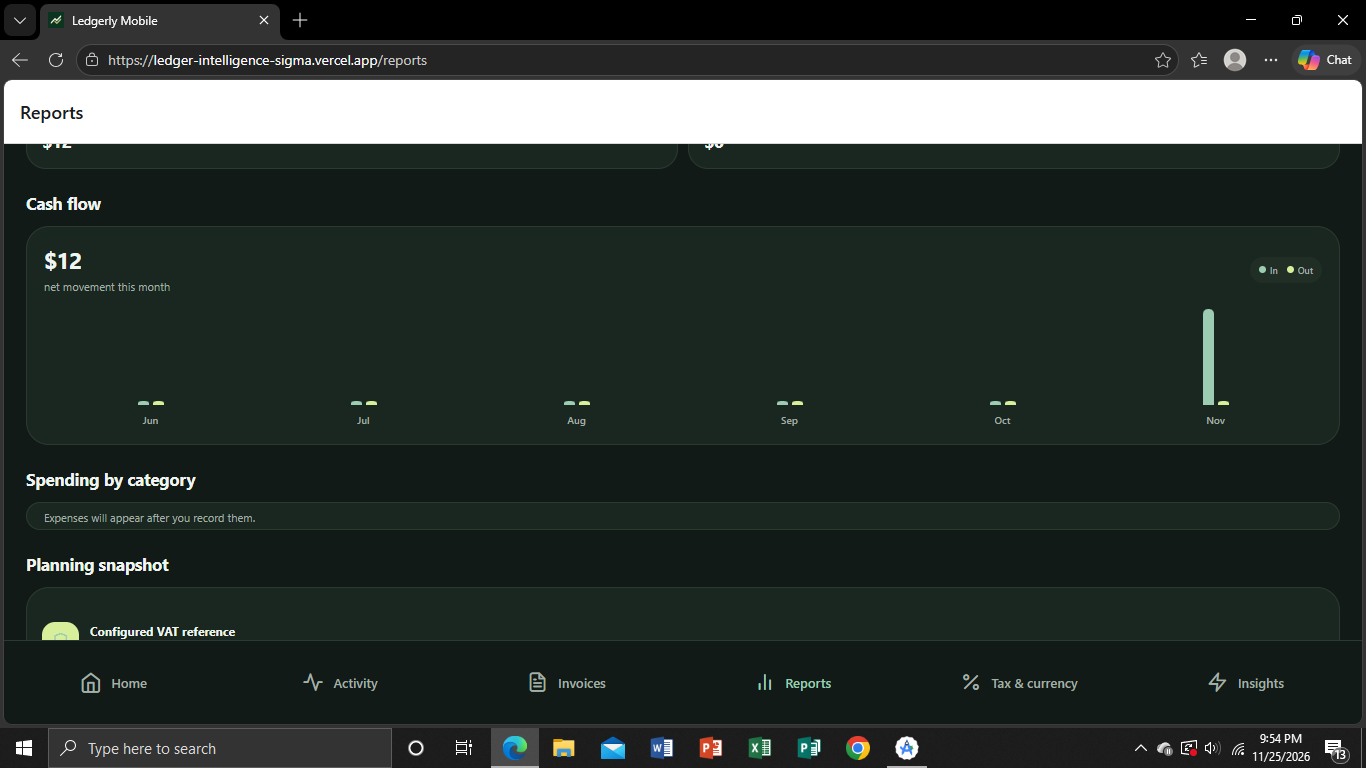 Ledgerly Mobile
https://ledger-intelligence-sigma.vercel.app/reports
Chat
Reports
$12
$0
Cash flow
$12
net movement this month
In Out
Jun Jul Aug Sep Oct Nov
Spending by category
Expenses will appear after you record them.
Planning snapshot
Configured VAT reference
Home Activity Invoices Reports Tax & currency Insights
Type here to search
9:54 PM
11/25/2026
13